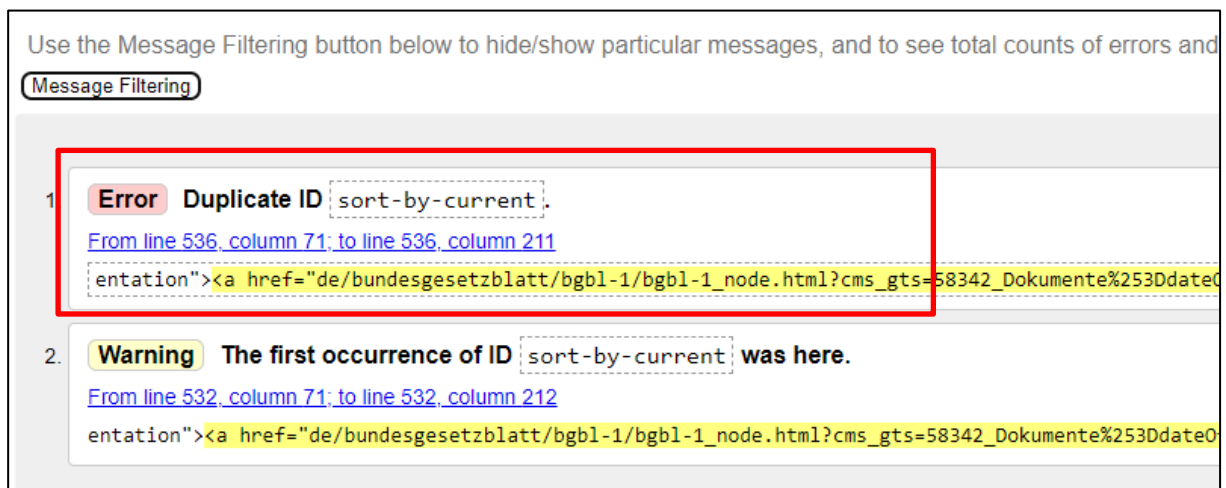 Use the Message Filtering button below to hide/show particular messages, and to see total counts of errors and
Message Filtering
1. Error Duplicate ID sort-by-current.
From line 536, column 71; to line 536, column 211
entation"><a href="de/bundesgesetzblatt/bgbl-1/bgbl-1_node.html?cms_gts=58342_Dokumente%253Ddate
2. Warning The first occurrence of ID sort-by-current was here.
From line 532, column 71; to line 532, column 212
entation"><a href="de/bundesgesetzblatt/bgbl-1/bgbl-1_node.html?cms_gts=58342_Dokumente%253DdateO